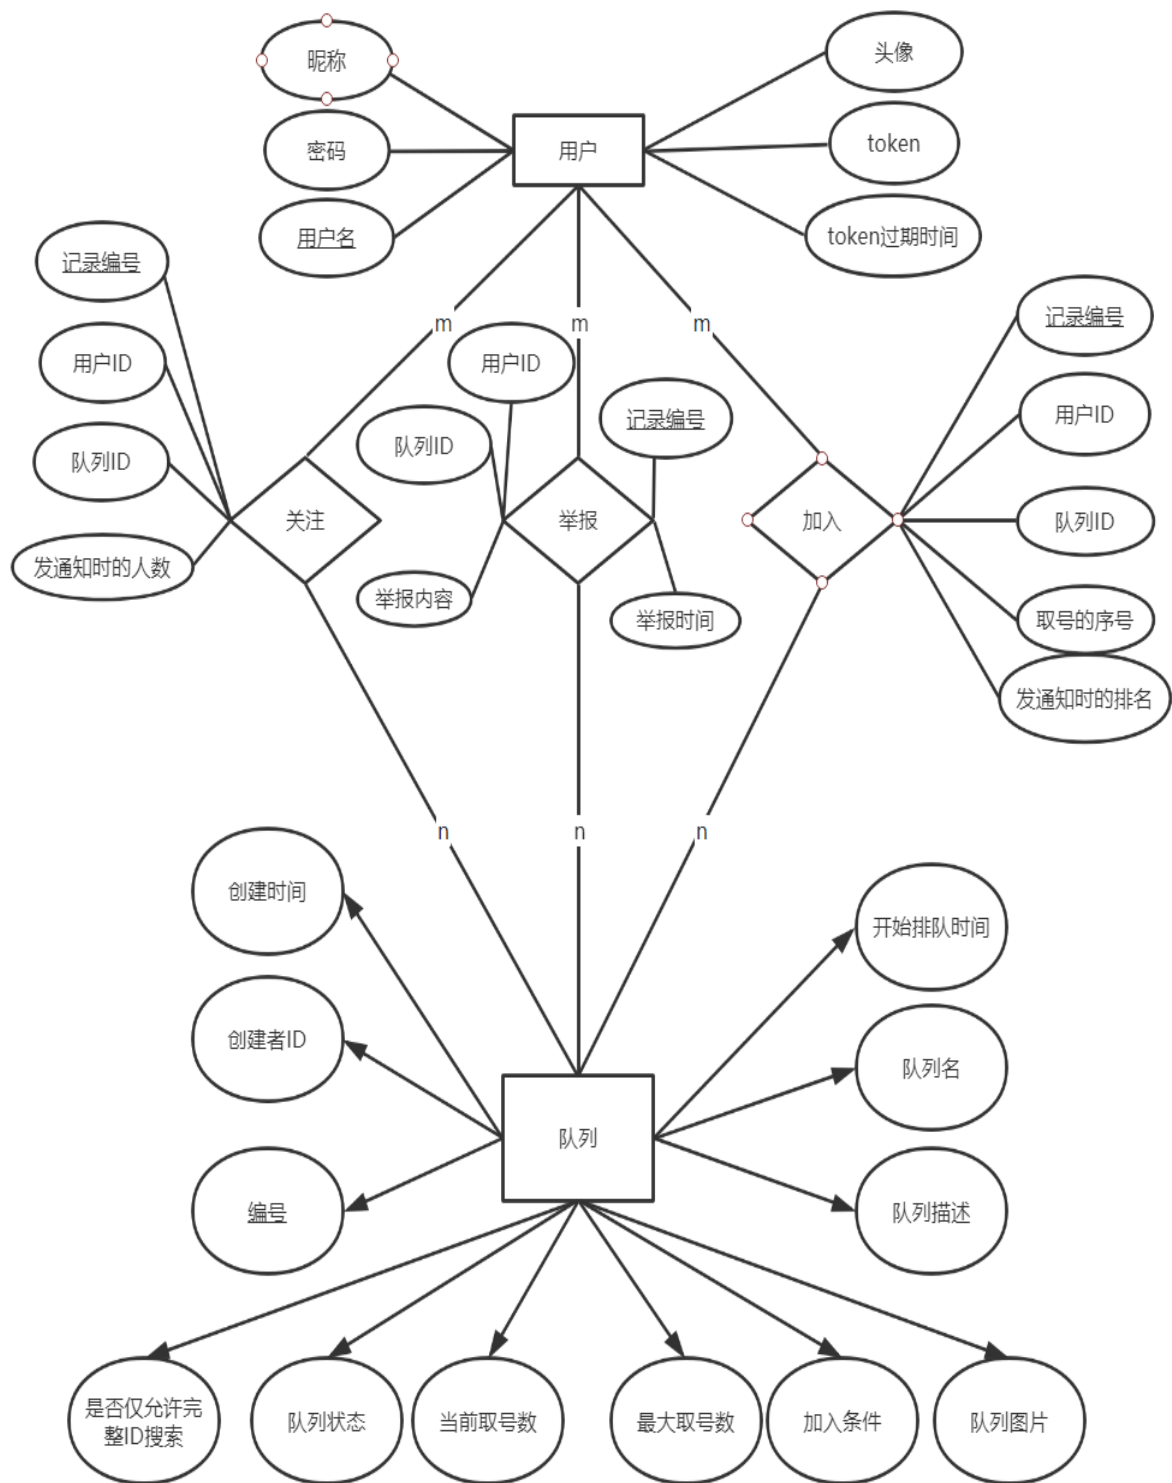 昵称
头像
密码
用户
token
用户名
token过期时间
记录编号
用户ID
队列ID
发通知时的人数
m
m
m
用户ID
队列ID
记录编号
关注
举报
加入
举报内容
举报时间
记录编号
用户ID
队列ID
取号的序号
发通知时的排名
n
n
n
创建时间
创建者ID
编号
队列
开始排队时间
队列名
队列描述
是否仅允许完
整ID搜索
队列状态
当前取号数
最大取号数
加入条件
队列图片